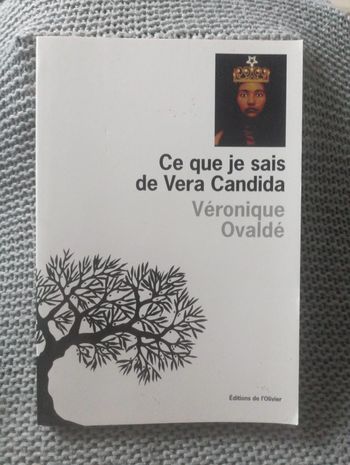 Ce que je sais
de Vera Candida
Véronique
Ovaldé
Éditions de l'Olivier